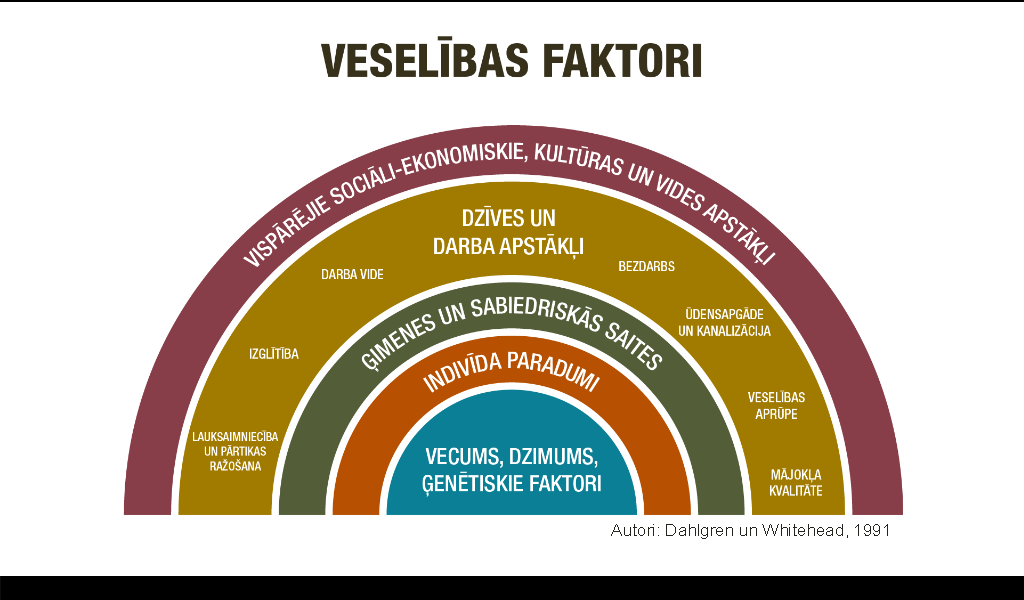 VESELĪBAS FAKTORI
VISPĀRĒJIE SOCIĀLI-EKONOMISKIE, KULTŪRAS UN VIDES APSTĀKĻI
DZĪVES UN
DARBA APSTĀKĻI
DARBA VIDE
BEZDARBS
IZGLĪTĪBA
ŪDENSAPGĀDE
UN KANALIZĀCIJA
LAUKSAIMNIECĪBA
UN PĀRTIKAS
RAŽOŠANA
VESELĪBAS
APRŪPE
MĀJOKĻA
KVALITĀTE
ĢIMENES UN SABIEDRISKĀS SAITES
INDIVĪDA PARADUMI
VECUMS, DZIMUMS,
ĢENĒTISKIE FAKTORI
Autori: Dahlgren un Whitehead, 1991